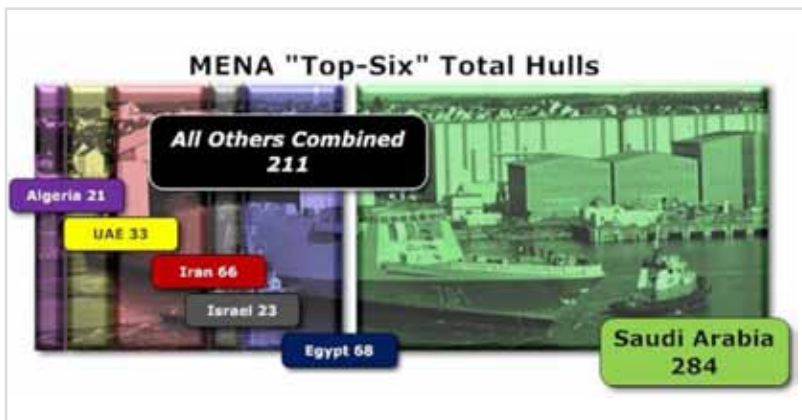 MENA "Top-Six" Total Hulls
All Others Combined
211
Algeria 21
UAE 33
Iran 66
Israel 23
Egypt 68
Saudi Arabia
284